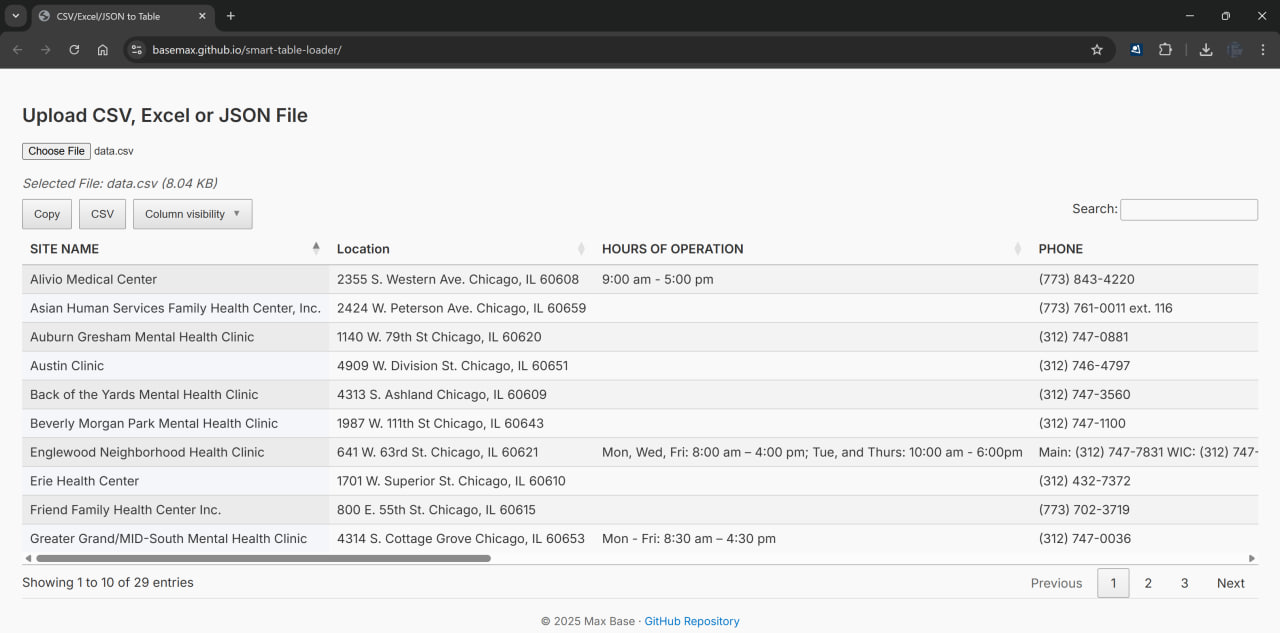 CSV/Excel/JSON to Table
basemax.github.io/smart-table-loader/
Upload CSV, Excel or JSON File
Choose File data.csv
Selected File: data.csv (8.04 KB)
Copy CSV Column visibility ▼ Search:
SITE NAME Location HOURS OF OPERATION PHONE
Alivio Medical Center 2355 S. Western Ave. Chicago, IL 60608 9:00 am - 5:00 pm (773) 843-4220
Asian Human Services Family Health Center, Inc. 2424 W. Peterson Ave. Chicago, IL 60659 (773) 761-0011 ext. 116
Auburn Gresham Mental Health Clinic 1140 W. 79th St Chicago, IL 60620 (312) 747-0881
Austin Clinic 4909 W. Division St. Chicago, IL 60651 (312) 746-4797
Back of the Yards Mental Health Clinic 4313 S. Ashland Chicago, IL 60609 (312) 747-3560
Beverly Morgan Park Mental Health Clinic 1987 W. 111th St Chicago, IL 60643 (312) 747-1100
Englewood Neighborhood Health Clinic 641 W. 63rd St. Chicago, IL 60621 Mon, Wed, Fri: 8:00 am – 4:00 pm; Tue, and Thurs: 10:00 am - 6:00pm Main: (312) 747-7831 WIC: (312) 747-
Erie Health Center 1701 W. Superior St. Chicago, IL 60610 (312) 432-7372
Friend Family Health Center Inc. 800 E. 55th St. Chicago, IL 60615 (773) 702-3719
Greater Grand/MID-South Mental Health Clinic 4314 S. Cottage Grove Chicago, IL 60653 Mon - Fri: 8:30 am – 4:30 pm (312) 747-0036
Showing 1 to 10 of 29 entries Previous 1 2 3 Next
© 2025 Max Base · GitHub Repository